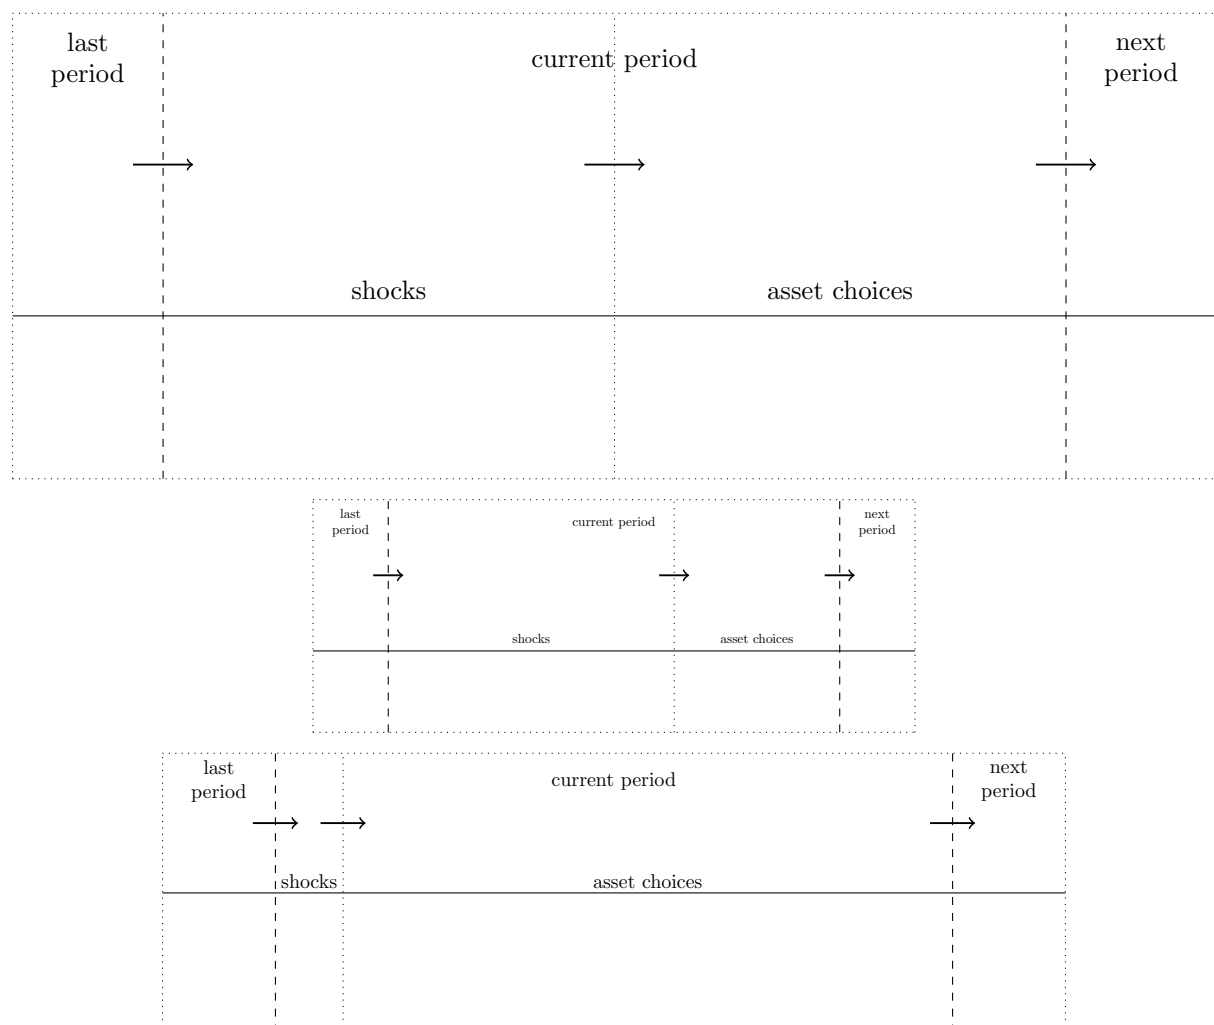 last
period
current period
next
period
shocks
asset choices
last
period
current period
next
period
shocks
asset choices
last
period
current period
next
period
shocks
asset choices